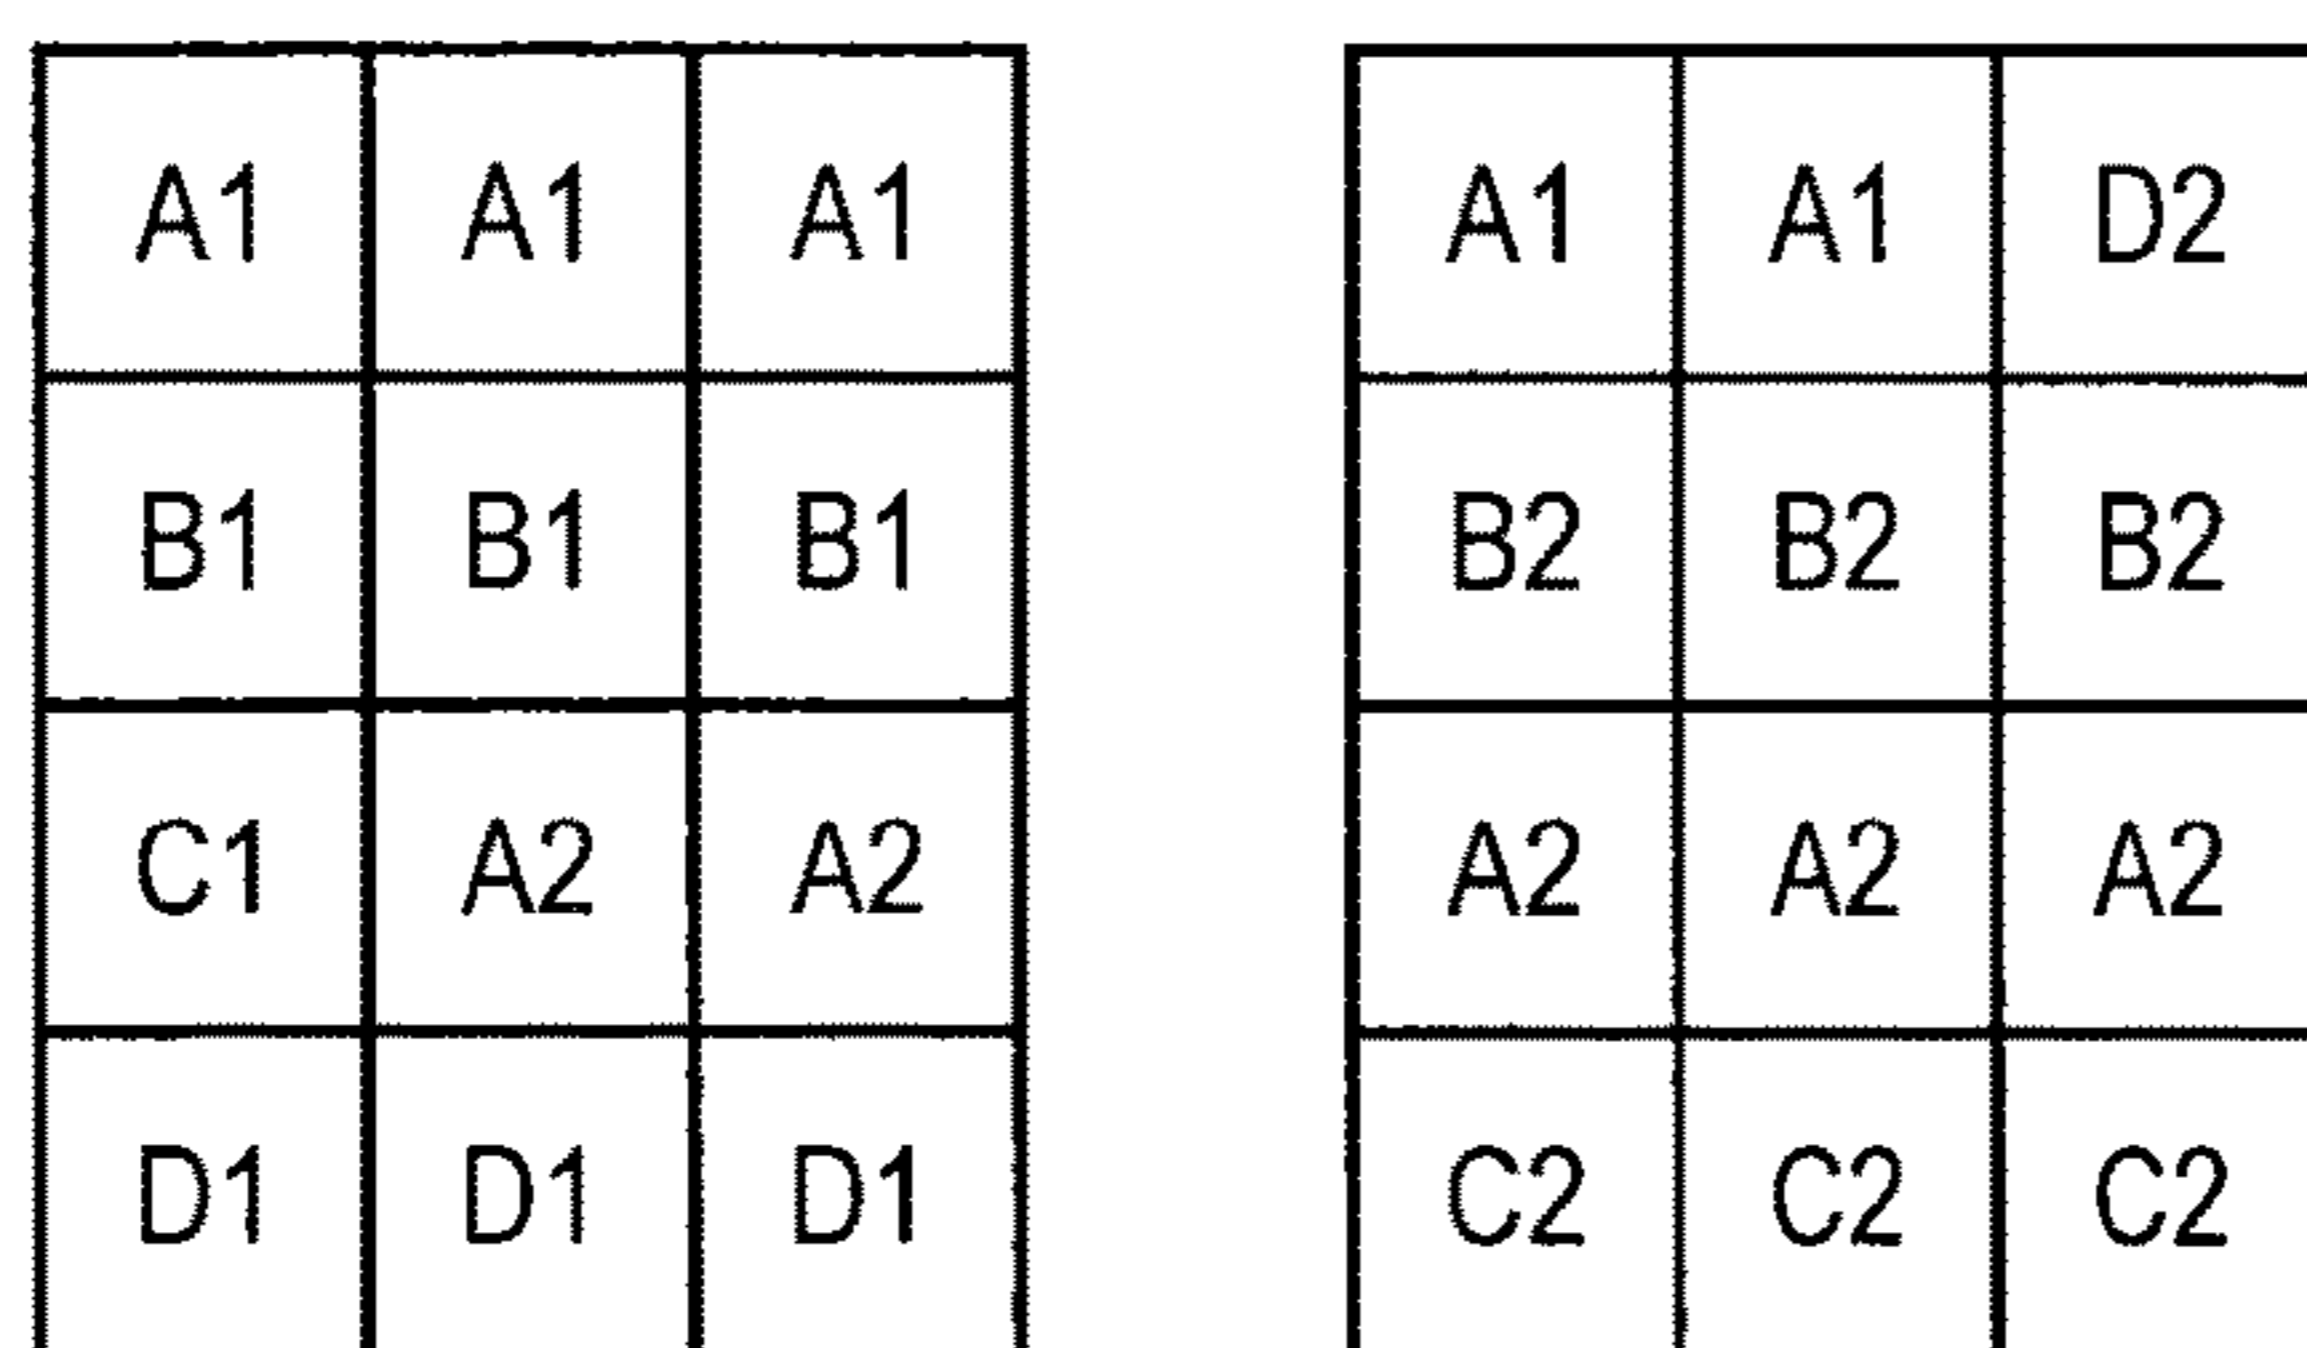 A1 A1 A1
B1 B1 B1
C1 A2 A2
D1 D1 D1
A1 A1 D2
B2 B2 B2
A2 A2 A2
C2 C2 C2